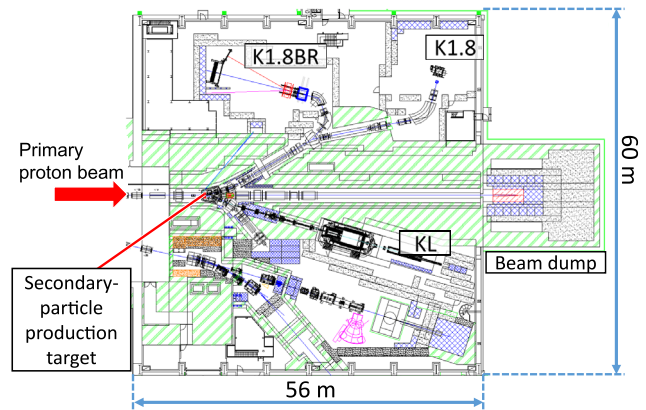 K1.8BR
K1.8
Primary
proton beam
60 m
KL
Beam dump
Secondary-
particle
production
target
56 m